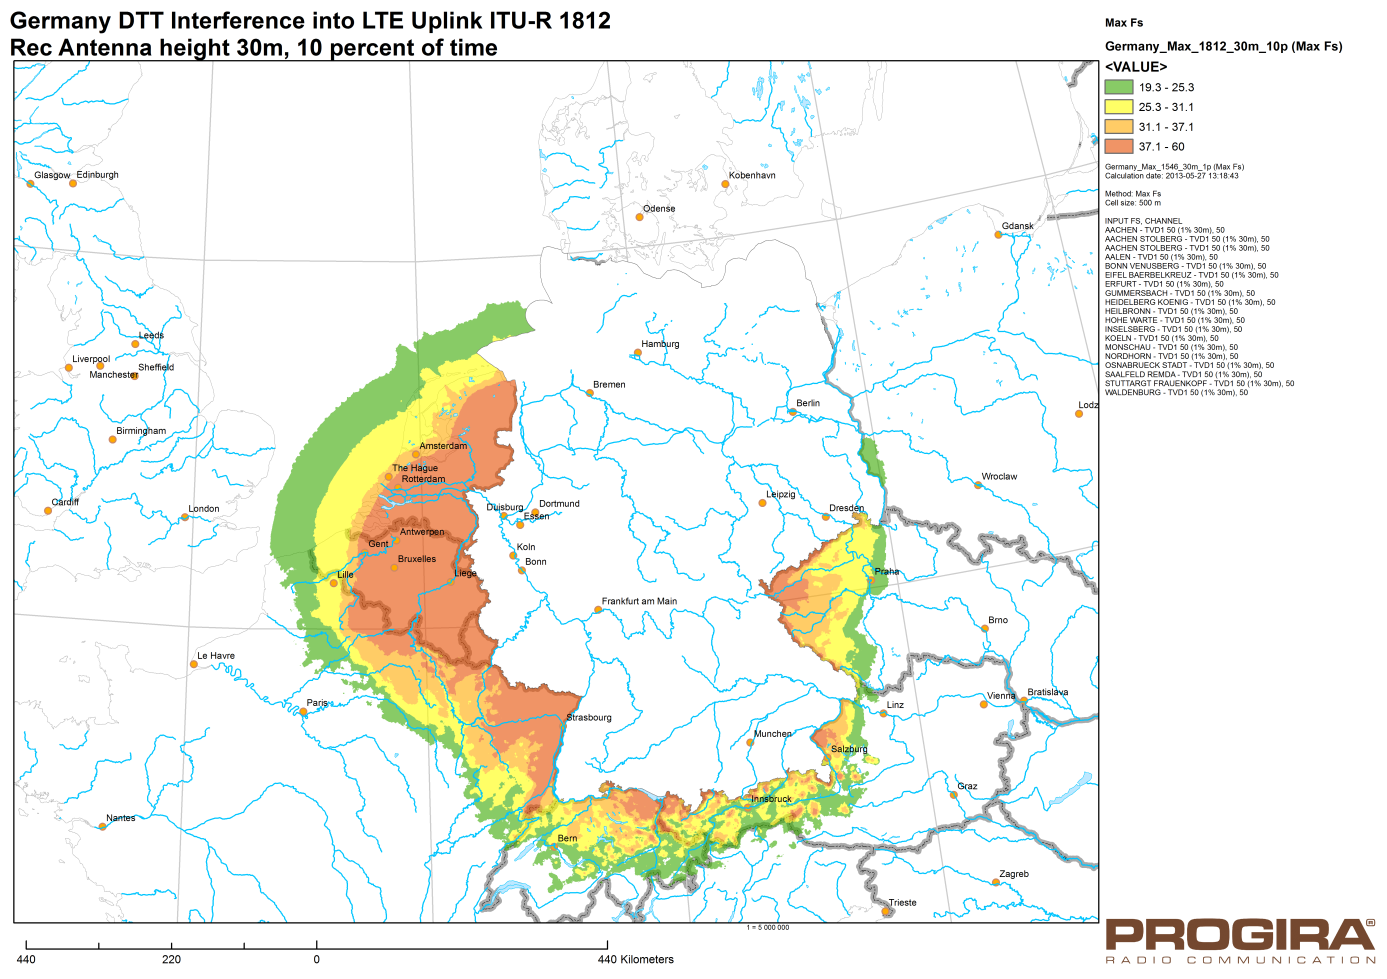 Germany DTT Interference into LTE Uplink ITU-R 1812
Rec Antenna height 30m, 10 percent of time
Max Fs
Germany_Max_1812_30m_10p (Max Fs)
<VALUE>
19.3 - 25.3
25.3 - 31.1
31.1 - 37.1
37.1 - 60
Germany_Max_1546_30m_1p (Max Fs)
Calculation date: 2013-05-27 13:18:43
Method: Max Fs
Cell size: 500 m
INPUT FS, CHANNEL
AACHEN - TVD1 50 (1% 30m), 50
AACHEN STOLBERG - TVD1 50 (1% 30m), 50
AACHEN STOLBERG - TVD1 50 (1% 30m), 50
AALEN - TVD1 50 (1% 30m), 50
BONN VENUSBERG - TVD1 50 (1% 30m), 50
EIFEL BAERBELKREUZ - TVD1 50 (1% 30m), 50
ERFURT - TVD1 50 (1% 30m), 50
GUMMERSBACH - TVD1 50 (1% 30m), 50
HEIDELBERG KOENIG - TVD1 50 (1% 30m), 50
HEILBRONN - TVD1 50 (1% 30m), 50
HOHE WARTE - TVD1 50 (1% 30m), 50
INSELSBERG - TVD1 50 (1% 30m), 50
KOELN - TVD1 50 (1% 30m), 50
MONSCHAU - TVD1 50 (1% 30m), 50
NORDHORN - TVD1 50 (1% 30m), 50
OSNABRUECK STADT - TVD1 50 (1% 30m), 50
SAALFELD REMDA - TVD1 50 (1% 30m), 50
STUTTARGT FRAUENKOPF - TVD1 50 (1% 30m), 50
WALDENBURG - TVD1 50 (1% 30m), 50
Glasgow
Edinburgh
Kobenhavn
Odense
Gdansk
Leeds
Liverpool
Manchester
Sheffield
Hamburg
Bremen
Berlin
Lodz
Birmingham
Amsterdam
The Hague
Rotterdam
Wroclaw
Cardiff
London
Duisburg
Dortmund
Essen
Leipzig
Dresden
Antwerpen
Gent
Bruxelles
Koln
Bonn
Lille
Liege
Praha
Frankfurt am Main
Brno
Le Havre
Paris
Strasbourg
Linz
Vienna
Bratislava
Munchen
Salzburg
Innsbruck
Graz
Nantes
Bern
Zagreb
Trieste
1 = 5 000 000
440
220
0
440 Kilometers
PROGIRA®
RADIO COMMUNICATION